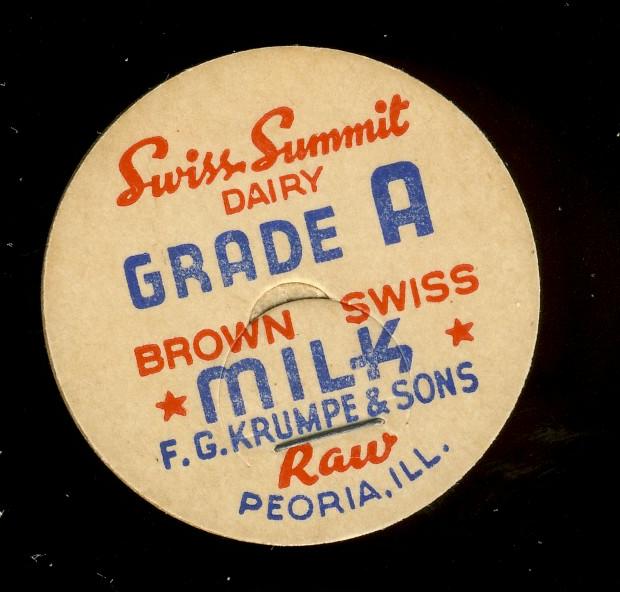 Swiss Summit
DAIRY
GRADE A
BROWN SWISS
MILK
F.G. KRUMPE & SONS
Raw
PEORIA, ILL.